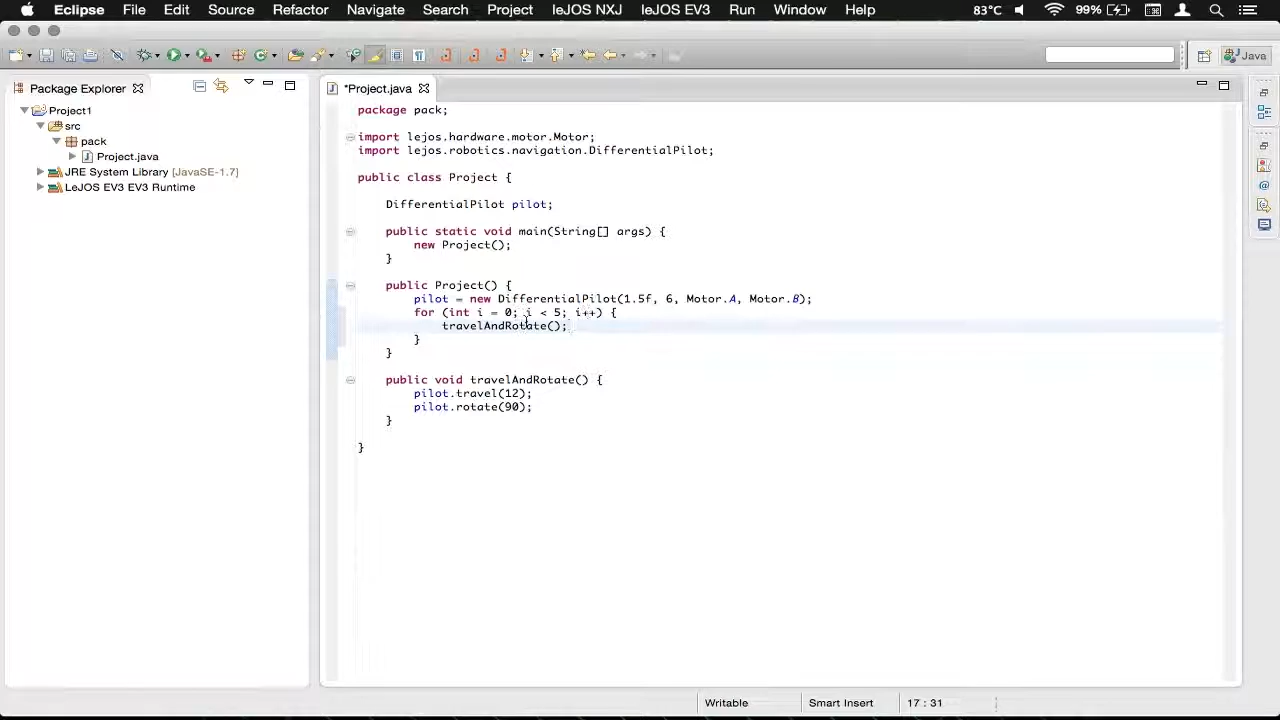 Eclipse File Edit Source Refactor Navigate Search Project leJOS NXJ leJOS EV3 Run Window Help 83°C 99%
Java
Package Explorer
Project1
src
pack
Project.java
JRE System Library [JavaSE-1.7]
LeJOS EV3 EV3 Runtime
*Project.java
package pack;
import lejos.hardware.motor.Motor;
import lejos.robotics.navigation.DifferentialPilot;
public class Project {
DifferentialPilot pilot;
public static void main(String[] args) {
new Project();
}
public Project() {
pilot = new DifferentialPilot(1.5f, 6, Motor.A, Motor.B);
for (int i = 0; i < 5; i++) {
travelAndRotate();
}
}
public void travelAndRotate() {
pilot.travel(12);
pilot.rotate(90);
}
}
Writable Smart Insert 17 : 31